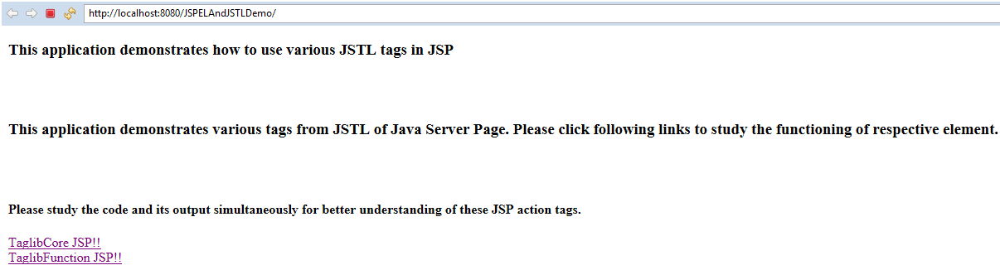 http://localhost:8080/JSPELAndJSTLDemo/
This application demonstrates how to use various JSTL tags in JSP
This application demonstrates various tags from JSTL of Java Server Page. Please click following links to study the functioning of respective element.
Please study the code and its output simultaneously for better understanding of these JSP action tags.
TaglibCore JSP!!
TaglibFunction JSP!!